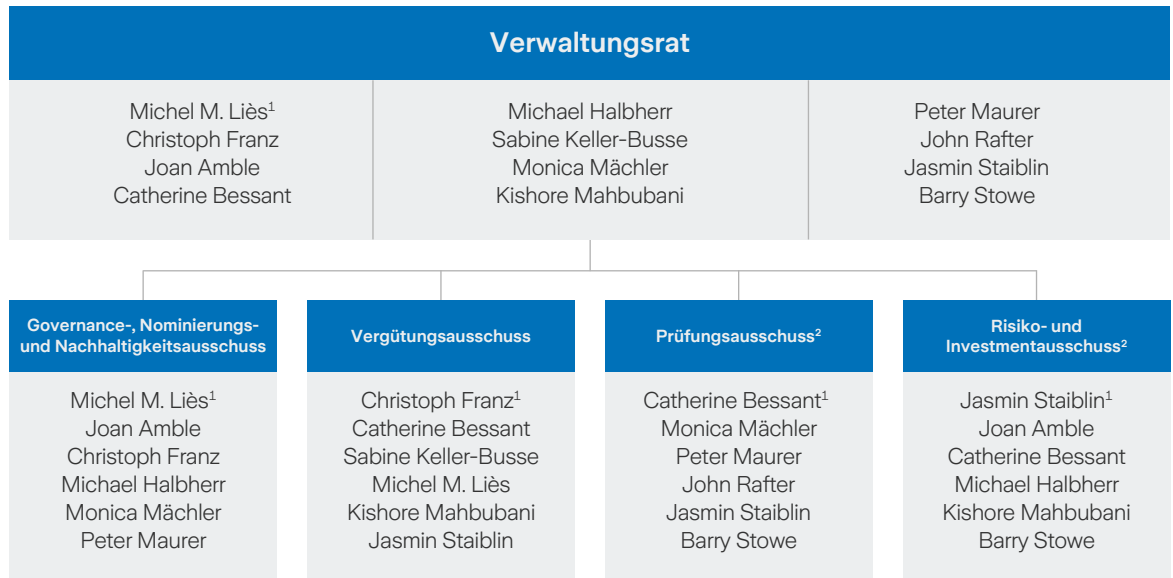 Verwaltungsrat
Michel M. Liès¹
Christoph Franz
Joan Amble
Catherine Bessant
Michael Halbherr
Sabine Keller-Busse
Monica Mächler
Kishore Mahbubani
Peter Maurer
John Rafter
Jasmin Staiblin
Barry Stowe
Governance-, Nominierungs-
und Nachhaltigkeitsausschuss
Michel M. Liès¹
Joan Amble
Christoph Franz
Michael Halbherr
Monica Mächler
Peter Maurer
Vergütungsausschuss
Christoph Franz¹
Catherine Bessant
Sabine Keller-Busse
Michel M. Liès
Kishore Mahbubani
Jasmin Staiblin
Prüfungsausschuss²
Catherine Bessant¹
Monica Mächler
Peter Maurer
John Rafter
Jasmin Staiblin
Barry Stowe
Risiko- und
Investmentausschuss²
Jasmin Staiblin¹
Joan Amble
Catherine Bessant
Michael Halbherr
Kishore Mahbubani
Barry Stowe